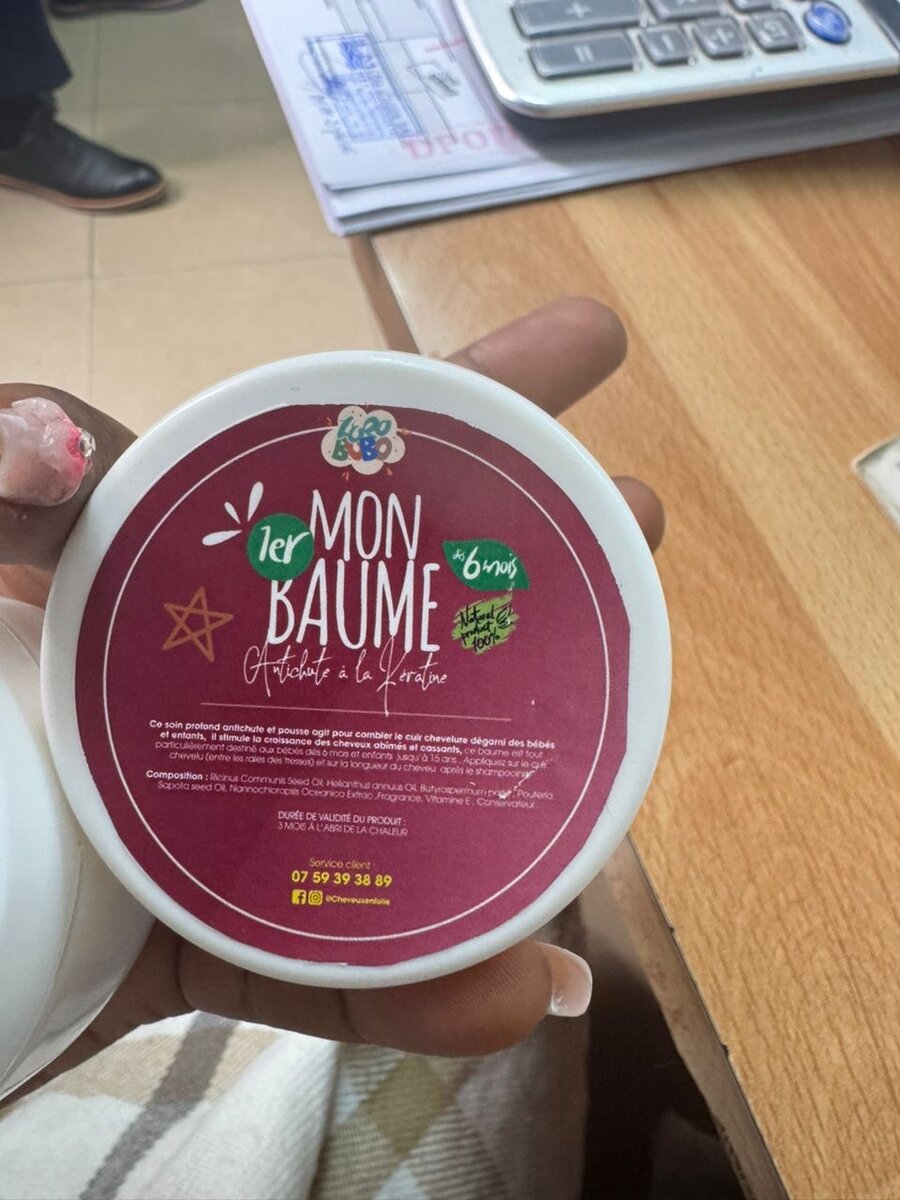 BOBO
1er MON
BAUME
dès 6 mois
Natural
product
100%
Antichute à la Kératine
Ce soin profond antichute et pousse agit pour combler le cuir chevelure dégarni des bébés
et enfants, il stimule la croissance des cheveux abimés et cassants, ce baume est tout
particulièrement destiné aux bébés dès 6 mois et enfants jusqu'à 15 ans. Appliquez sur le cuir
chevelu (entre les raies des tresses) et sur la longueur du cheveu après le shampooing
Composition : Ricinus Communis Seed Oil, Helianthus annuus Oil, Butyrospermum parkii, Pouteria
Sapota seed Oil, Nannochloropsis Oceanica Extrac ,Fragrance, Vitamine E , Conservateur
DURÉE DE VALIDITÉ DU PRODUIT :
3 MOIS À L'ABRI DE LA CHALEUR
Service client :
07 59 39 38 89
@Cheveuxenfolie